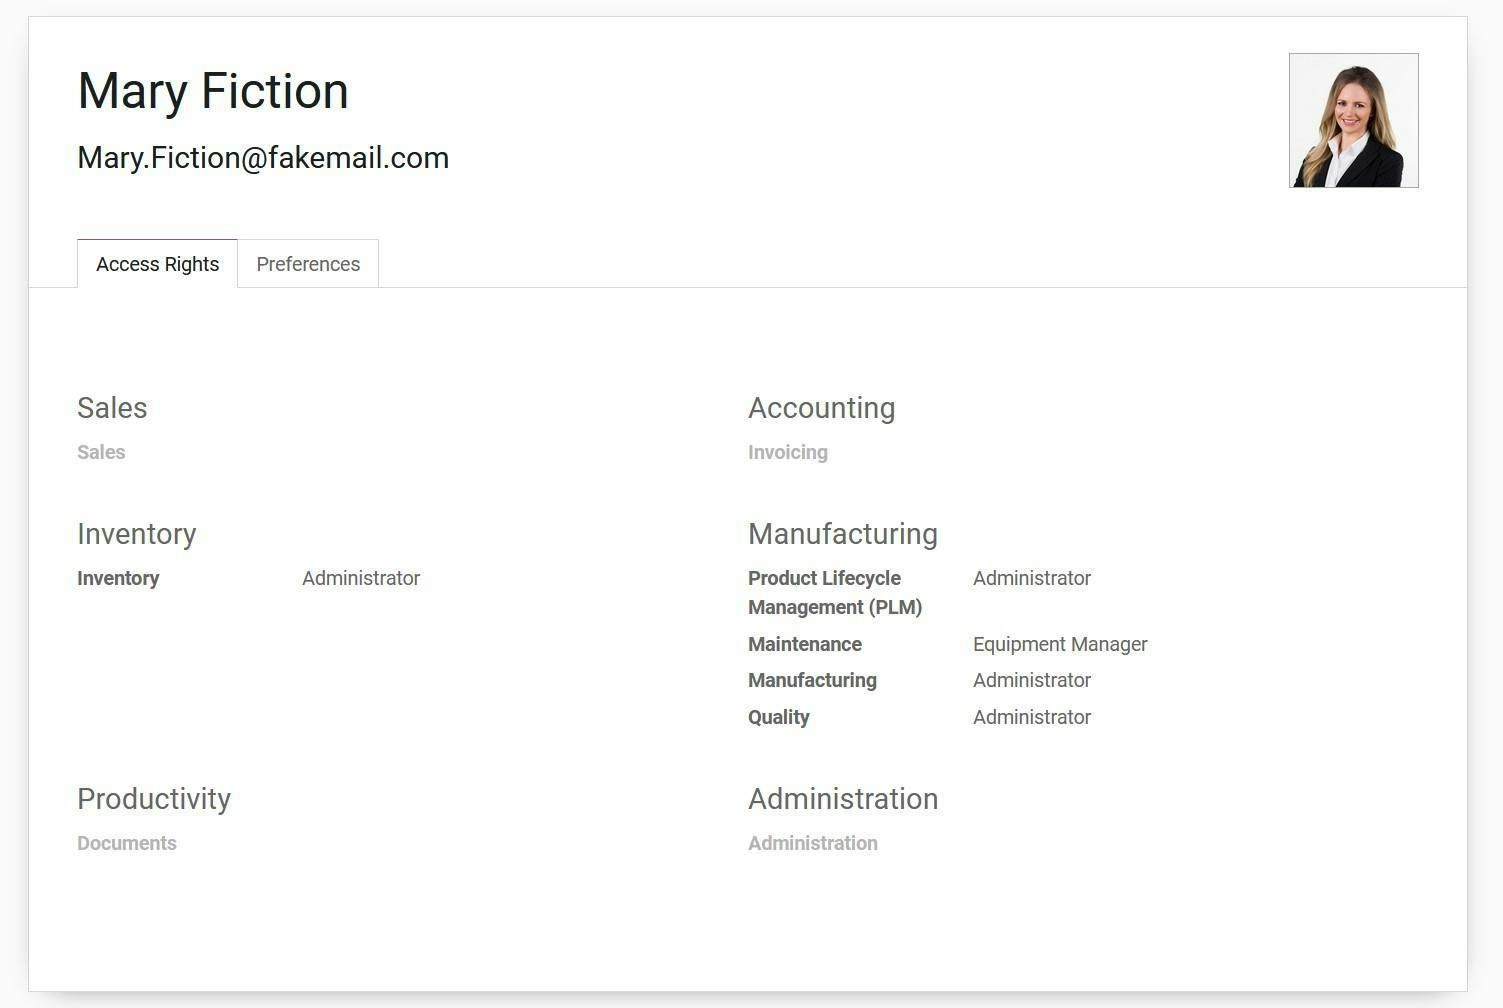 Mary Fiction
Mary.Fiction@fakemail.com
Access Rights Preferences
Sales
Sales
Accounting
Invoicing
Inventory
Inventory Administrator
Manufacturing
Product Lifecycle Administrator
Management (PLM)
Maintenance Equipment Manager
Manufacturing Administrator
Quality Administrator
Productivity
Documents
Administration
Administration